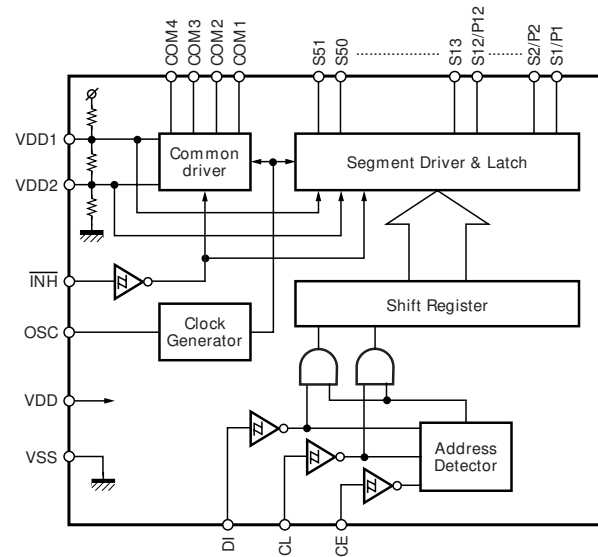 COM4
COM3
COM2
COM1
S51
S50
S13
S12/P12
S2/P2
S1/P1
VDD1
VDD2
INH
OSC
VDD
VSS
Common
driver
Segment Driver & Latch
Clock
Generator
Shift Register
Address
Detector
DI
CL
CE